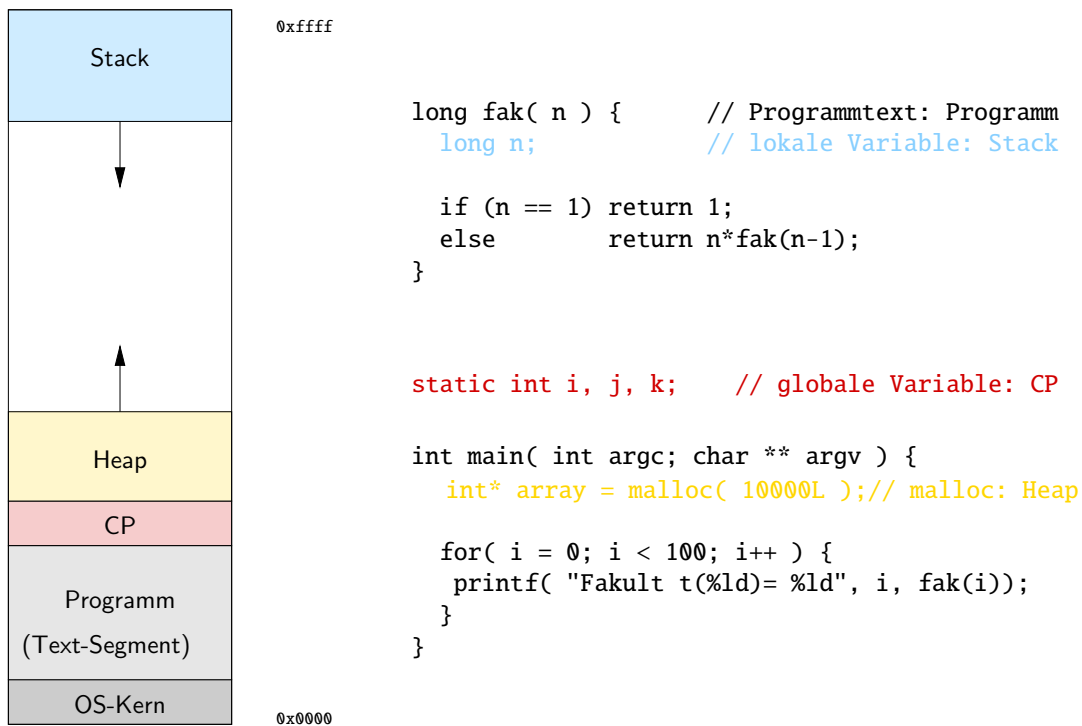 0xffff
Stack
long fak( n ) {      // Programmtext: Programm
  long n;            // lokale Variable: Stack
  if (n == 1) return 1;
  else        return n*fak(n-1);
}
static int i, j, k;    // globale Variable: CP
Heap
int main( int argc; char ** argv ) {
  int* array = malloc( 10000L );// malloc: Heap
CP
  for( i = 0; i < 100; i++ ) {
   printf( "Fakult t(%ld)= %ld", i, fak(i));
  }
}
Programm
(Text-Segment)
OS-Kern
0x0000